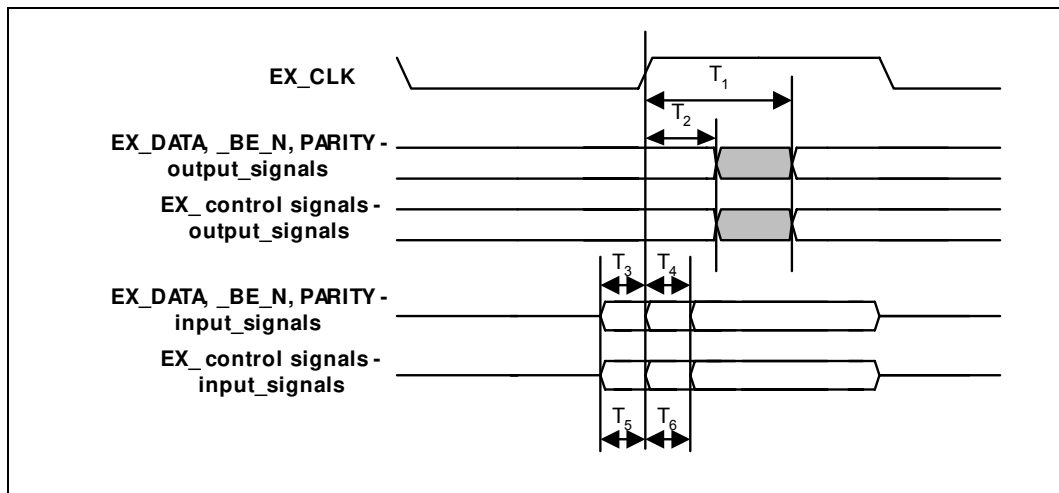 EX_CLK
T1
T2
EX_DATA, _BE_N, PARITY -
output_signals
EX_ control signals -
output_signals
T3 T4
EX_DATA, _BE_N, PARITY -
input_signals
EX_ control signals -
input_signals
T5 T6